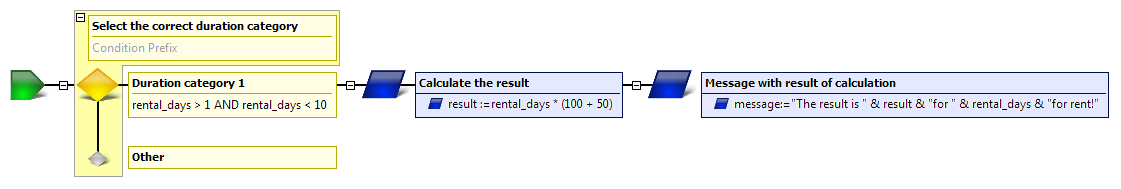 Select the correct duration category
Condition Prefix
Duration category 1
rental_days > 1 AND rental_days < 10
Other
Calculate the result
result :=rental_days * (100 + 50)
Message with result of calculation
message:="The result is " & result & "for " & rental_days & "for rent!"